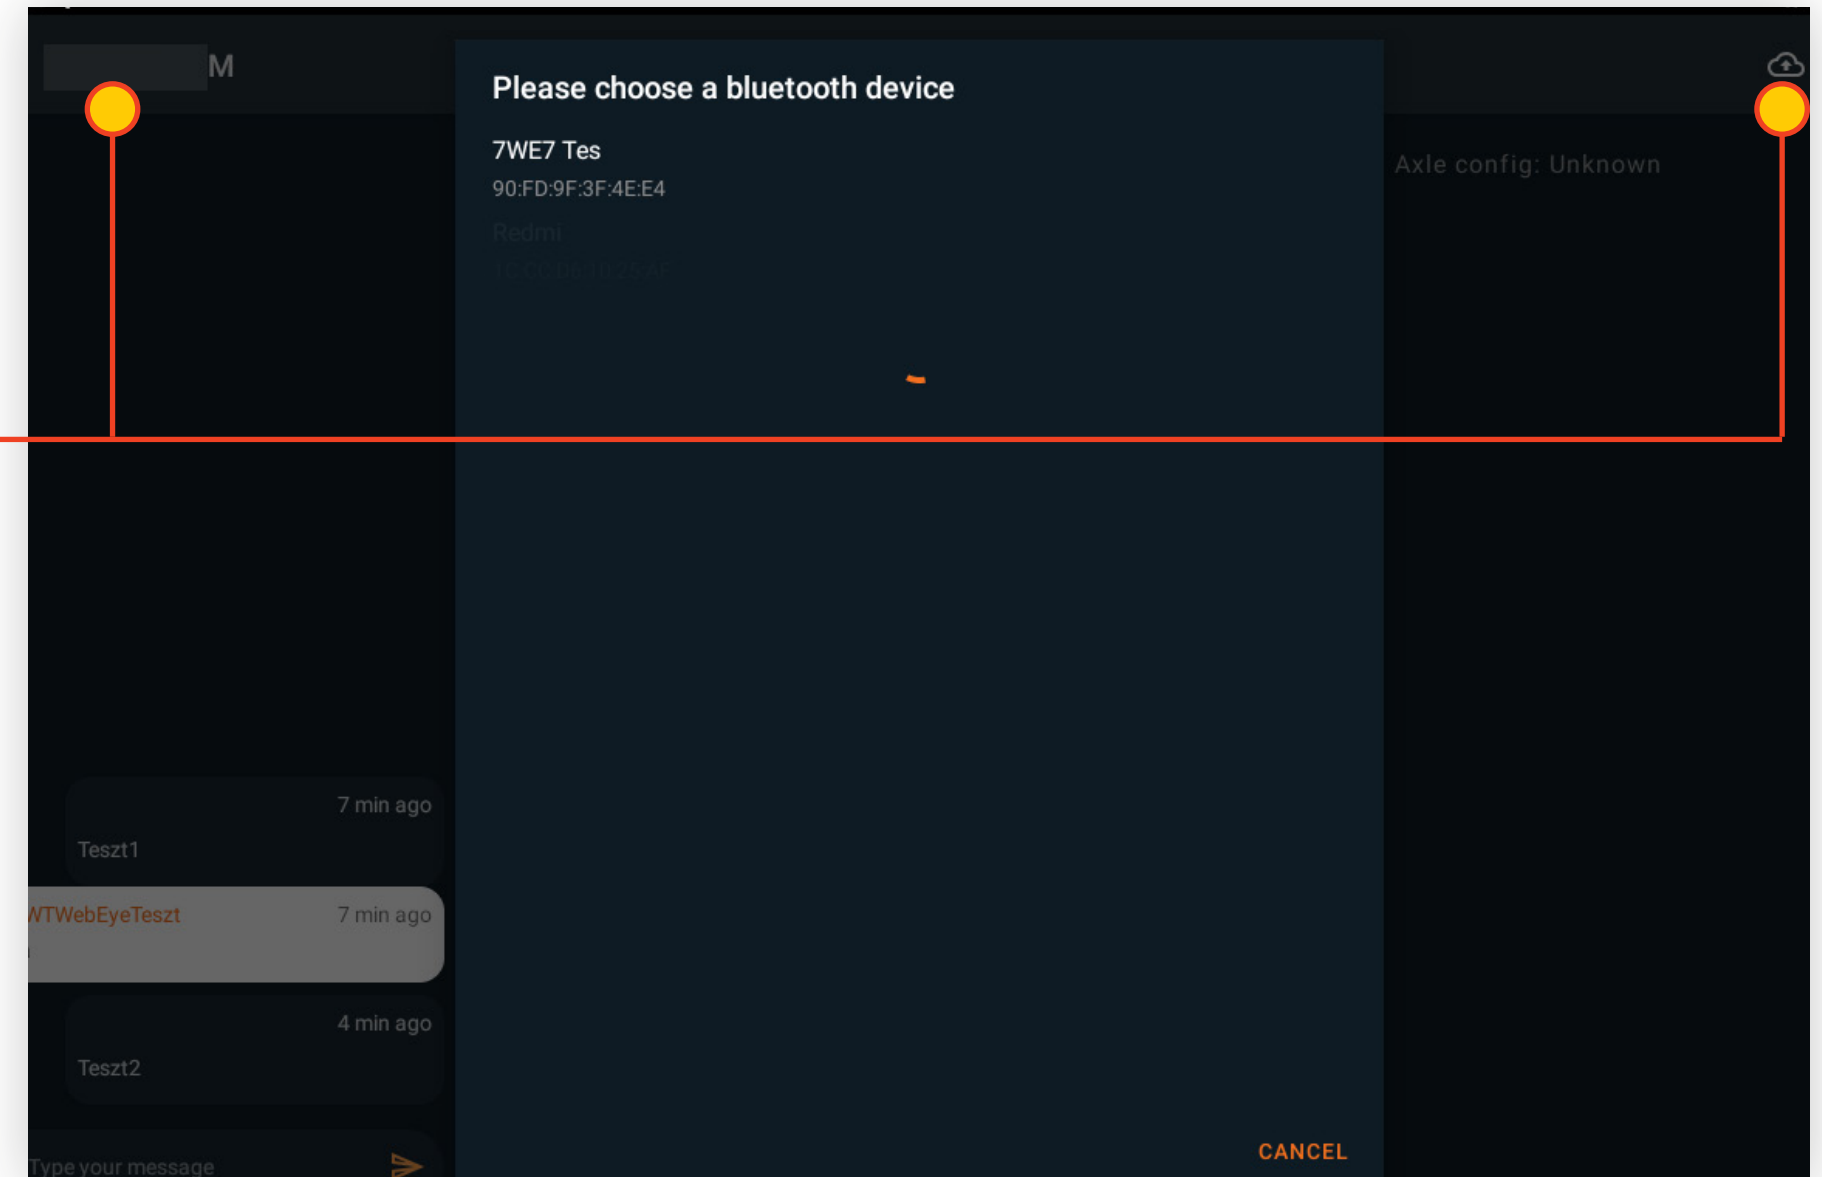 M
Please choose a bluetooth device
7WE7 Tes
90:FD:9F:3F:4E:E4
Redmi
Axle config: Unknown
7 min ago
Teszt1
WTWebEyeTeszt
7 min ago
4 min ago
Teszt2
Type your message
CANCEL